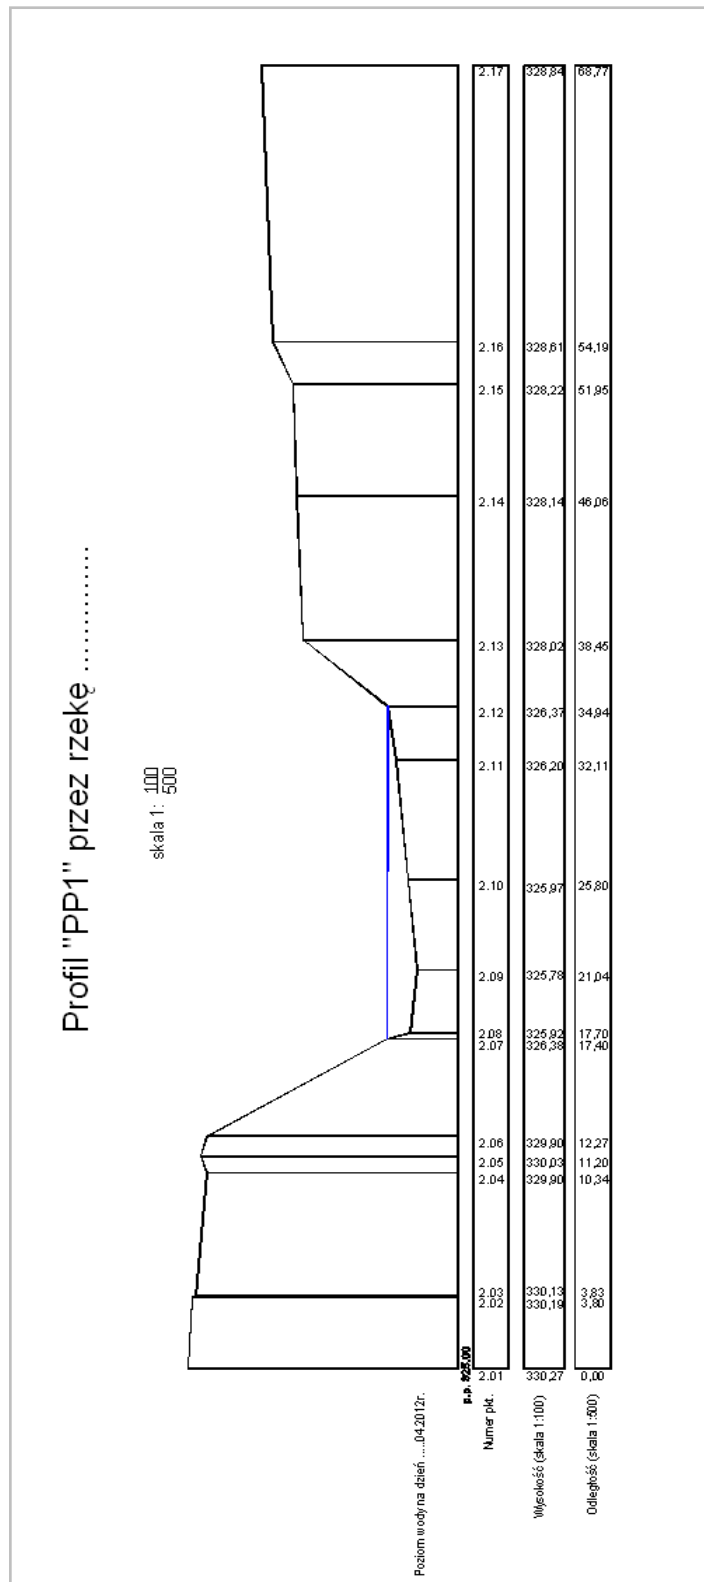 Profil "PP1" przez rzekę ...............
skala 1: 100
500
2.17 328,84 68,77
2.16 328,61 54,19
2.15 328,22 51,95
2.14 328,14 46,06
2.13 328,02 38,45
2.12 326,37 34,94
2.11 326,20 32,11
2.10 325,97 25,80
2.09 325,78 21,04
2.08 325,92 17,70
2.07 326,38 17,40
2.06 329,90 12,27
2.05 330,03 11,20
2.04 329,90 10,34
2.03 330,13 3,83
2.02 330,19 3,80
2.01 330,27 0,00
p.p. 325.00
Poziom wody na dzień .....04.2012r.
Numer pkt.
Wysokość (skala 1:100)
Odległość (skala 1:500)